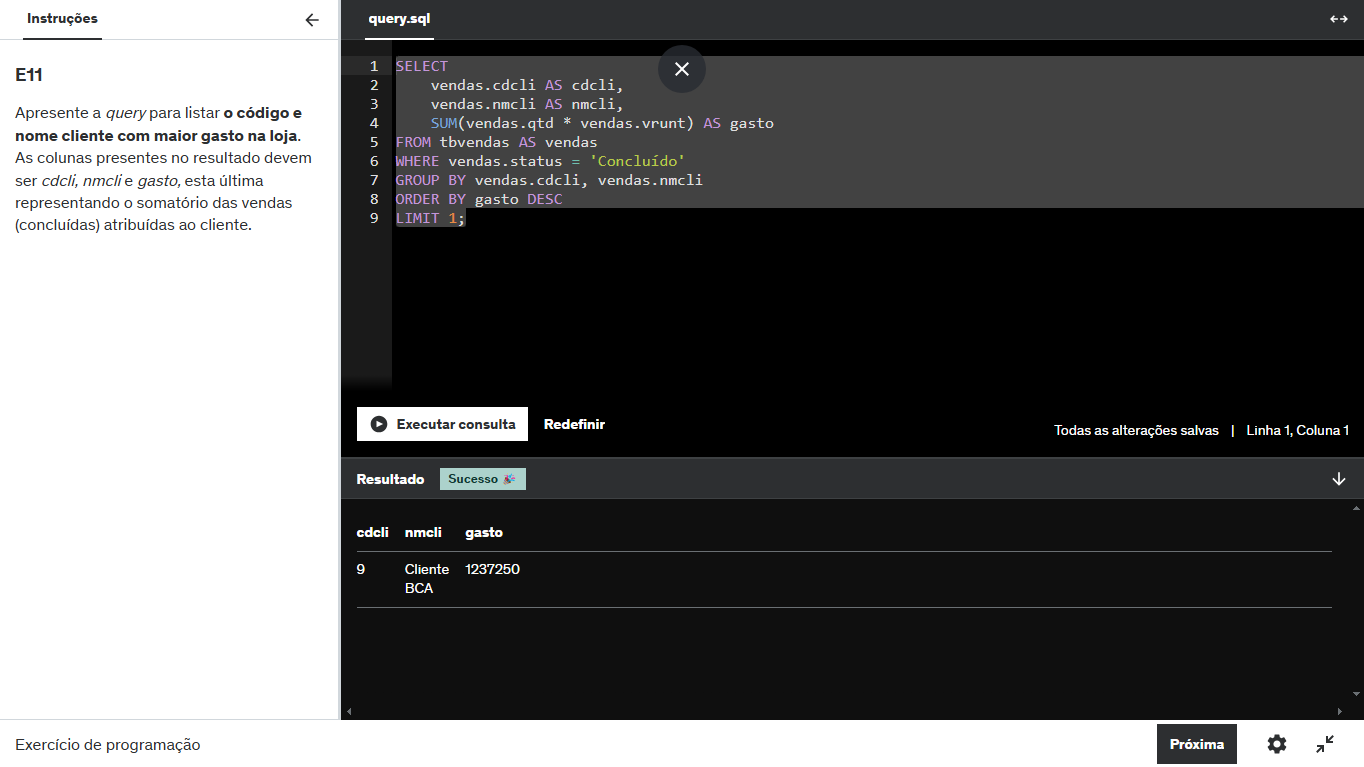 Instruções
E11
Apresente a query para listar o código e
nome cliente com maior gasto na loja.
As colunas presentes no resultado devem
ser cdcli, nmcli e gasto, esta última
representando o somatório das vendas
(concluídas) atribuídas ao cliente.
query.sql
1 SELECT
2 vendas.cdcli AS cdcli,
3 vendas.nmcli AS nmcli,
4 SUM(vendas.qtd * vendas.vrunt) AS gasto
5 FROM tbvendas AS vendas
6 WHERE vendas.status = 'Concluído'
7 GROUP BY vendas.cdcli, vendas.nmcli
8 ORDER BY gasto DESC
9 LIMIT 1;
Executar consulta Redefinir
Todas as alterações salvas | Linha 1, Coluna 1
Resultado Sucesso 🎉
cdcli nmcli gasto
9 Cliente 1237250
BCA
Exercício de programação
Próxima